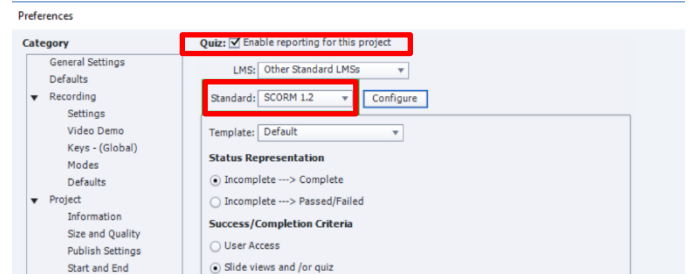 Preferences
Category
General Settings
Defaults
Recording
Settings
Video Demo
Keys - (Global)
Modes
Defaults
Project
Information
Size and Quality
Publish Settings
Start and End
Quiz: Enable reporting for this project
LMS: Other Standard LMSs
Standard: SCORM 1.2 Configure
Template: Default
Status Representation
Incomplete ---> Complete
Incomplete ---> Passed/Failed
Success/Completion Criteria
User Access
Slide views and /or quiz